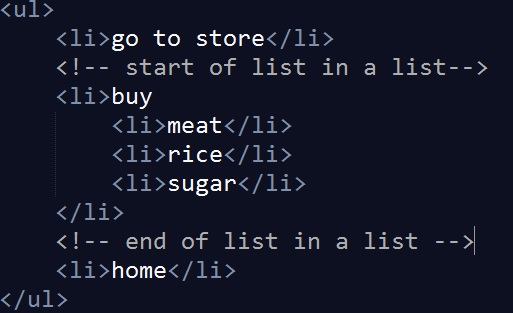 <ul>
<li>go to store</li>
<!-- start of list in a list-->
<li>buy
<li>meat</li>
<li>rice</li>
<li>sugar</li>
</li>
<!-- end of list in a list -->
<li>home</li>
</ul>